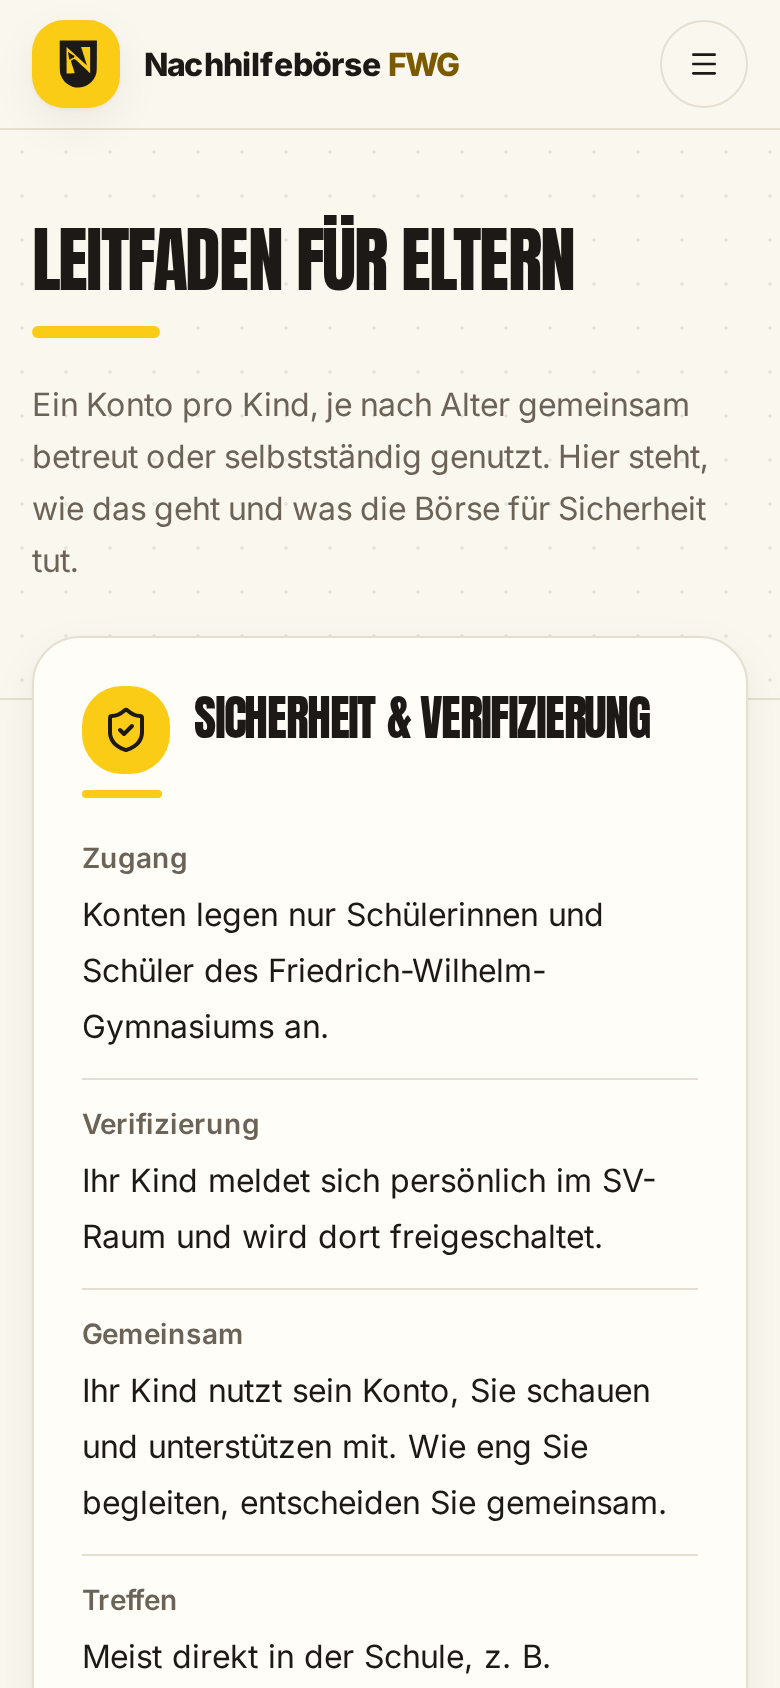 Nachhilfebörse FWG
LEITFADEN FÜR ELTERN
Ein Konto pro Kind, je nach Alter gemeinsam
betreut oder selbstständig genutzt. Hier steht,
wie das geht und was die Börse für Sicherheit
tut.
SICHERHEIT & VERIFIZIERUNG
Zugang
Konten legen nur Schülerinnen und
Schüler des Friedrich-Wilhelm-
Gymnasiums an.
Verifizierung
Ihr Kind meldet sich persönlich im SV-
Raum und wird dort freigeschaltet.
Gemeinsam
Ihr Kind nutzt sein Konto, Sie schauen
und unterstützen mit. Wie eng Sie
begleiten, entscheiden Sie gemeinsam.
Treffen
Meist direkt in der Schule, z. B.